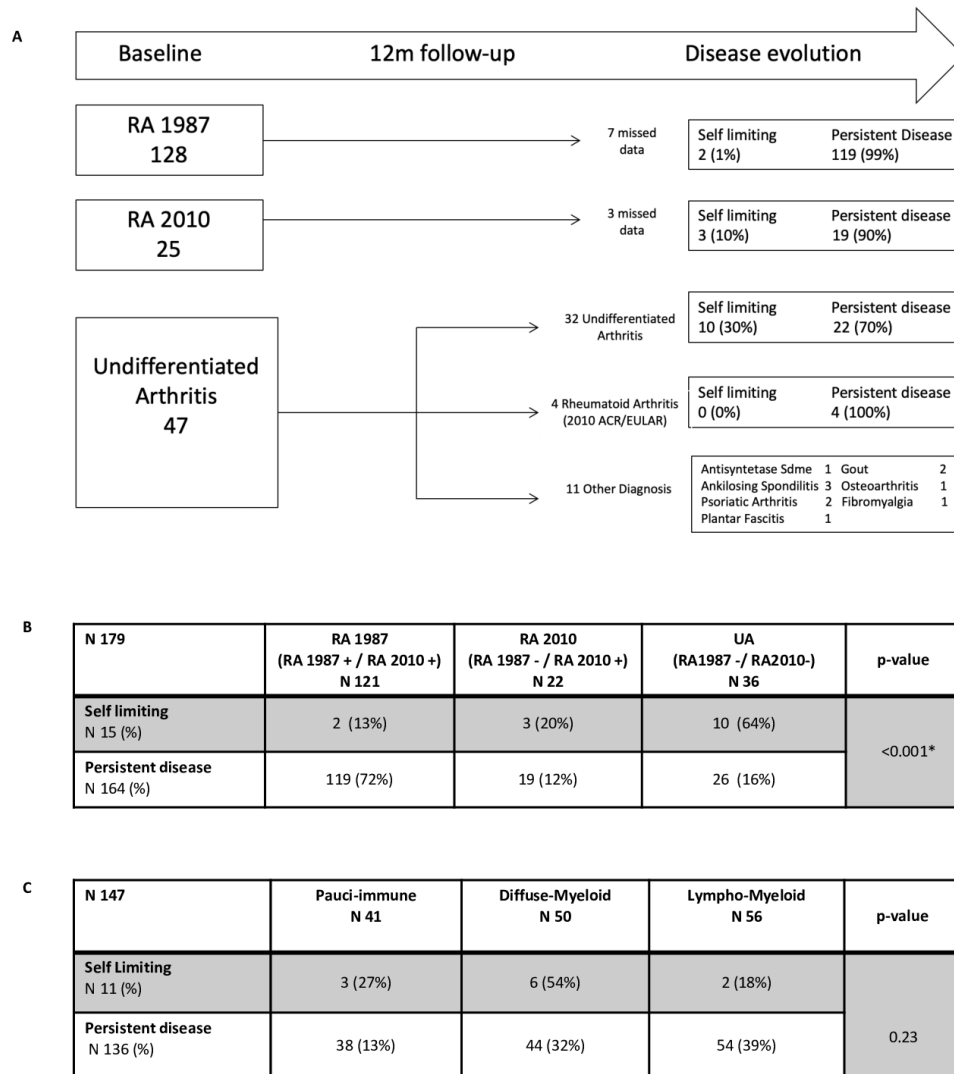 A
Baseline 12m follow-up Disease evolution
RA 1987
128
7 missed
data
Self limiting Persistent Disease
2 (1%) 119 (99%)
RA 2010
25
3 missed
data
Self limiting Persistent disease
3 (10%) 19 (90%)
Undifferentiated
Arthritis
47
32 Undifferentiated
Arthritis
Self limiting Persistent disease
10 (30%) 22 (70%)
4 Rheumatoid Arthritis
(2010 ACR/EULAR)
Self limiting Persistent disease
0 (0%) 4 (100%)
11 Other Diagnosis
Antisyntetase Sdme 1 Gout 2
Ankilosing Spondilitis 3 Osteoarthritis 1
Psoriatic Arthritis 2 Fibromyalgia 1
Plantar Fascitis 1
B
N 179
RA 1987
(RA 1987 + / RA 2010 +)
N 121
RA 2010
(RA 1987 - / RA 2010 +)
N 22
UA
(RA1987 -/ RA2010-)
N 36
p-value
Self limiting
N 15 (%)
2 (13%) 3 (20%) 10 (64%)
<0.001*
Persistent disease
N 164 (%)
119 (72%) 19 (12%) 26 (16%)
C
N 147
Pauci-immune
N 41
Diffuse-Myeloid
N 50
Lympho-Myeloid
N 56
p-value
Self Limiting
N 11 (%)
3 (27%) 6 (54%) 2 (18%)
Persistent disease
N 136 (%)
38 (13%) 44 (32%) 54 (39%)
0.23